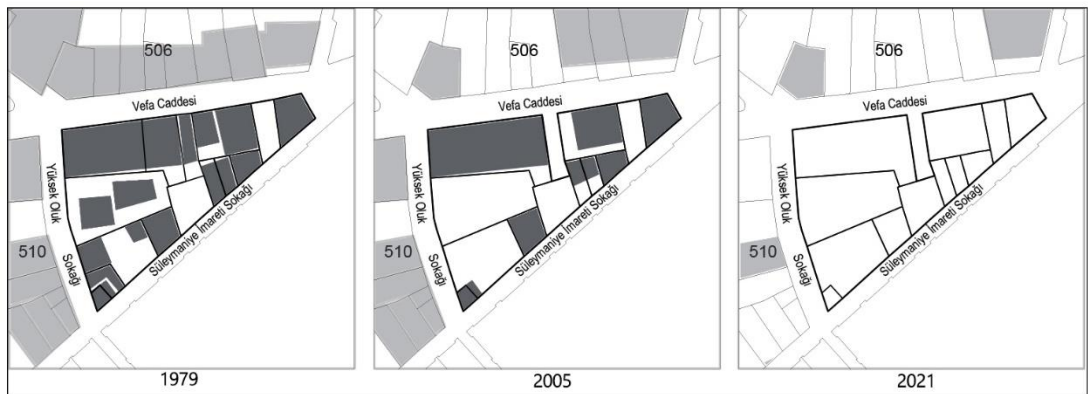 506
Vefa Caddesi
Yüksek Oluk
Sokağı
Süleymaniye İmareti Sokağı
510
1979
506
Vefa Caddesi
Yüksek Oluk
Sokağı
Süleymaniye İmareti Sokağı
510
2005
506
Vefa Caddesi
Yüksek Oluk
Sokağı
Süleymaniye İmareti Sokağı
510
2021